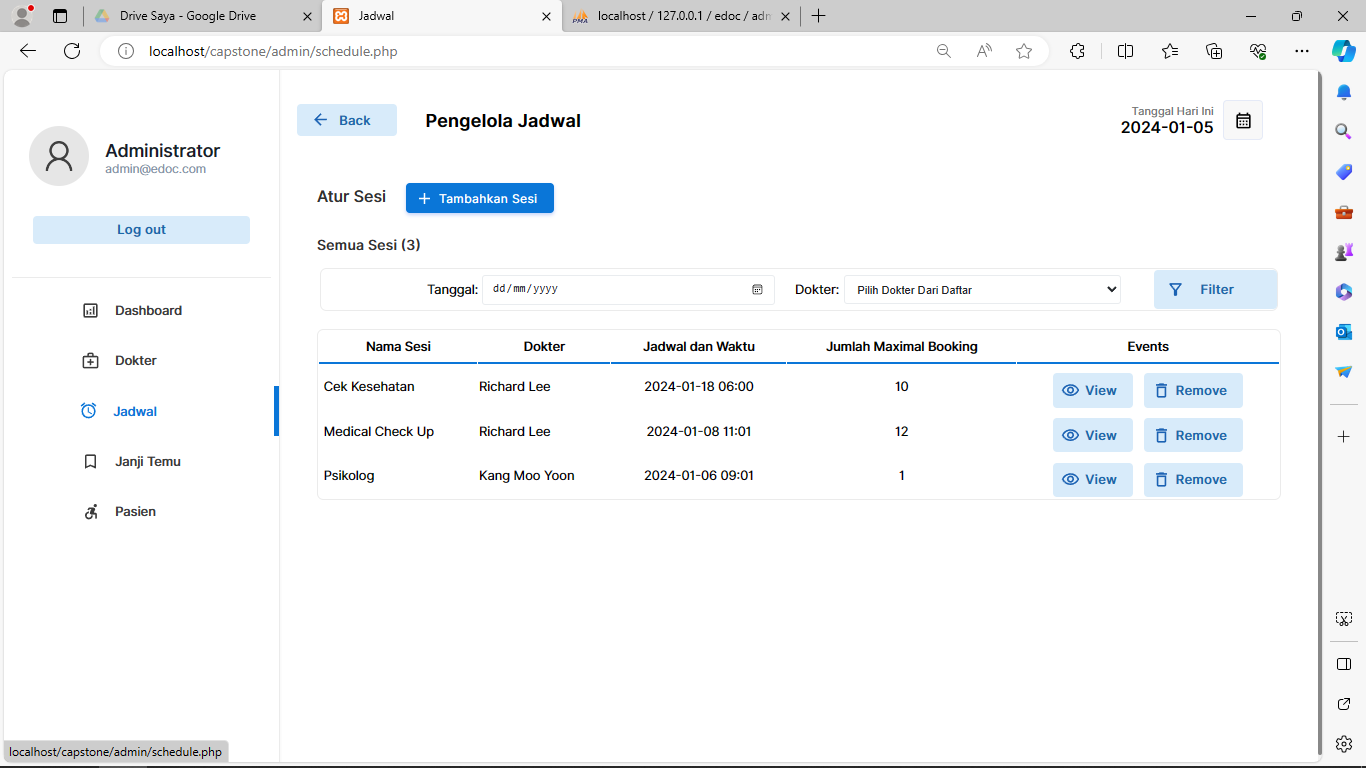 Drive Saya - Google Drive
Jadwal
PMA
localhost / 127.0.0.1 / edoc / adm
localhost/capstone/admin/schedule.php
Administrator
admin@edoc.com
Log out
Dashboard
Dokter
Jadwal
Janji Temu
Pasien
Back
Pengelola Jadwal
Tanggal Hari Ini
2024-01-05
Atur Sesi
Tambahkan Sesi
Semua Sesi (3)
Tanggal: dd/mm/yyyy Dokter: Pilih Dokter Dari Daftar Filter
Nama Sesi Dokter Jadwal dan Waktu Jumlah Maximal Booking Events
Cek Kesehatan Richard Lee 2024-01-18 06:00 10 View Remove
Medical Check Up Richard Lee 2024-01-08 11:01 12 View Remove
Psikolog Kang Moo Yoon 2024-01-06 09:01 1 View Remove
localhost/capstone/admin/schedule.php